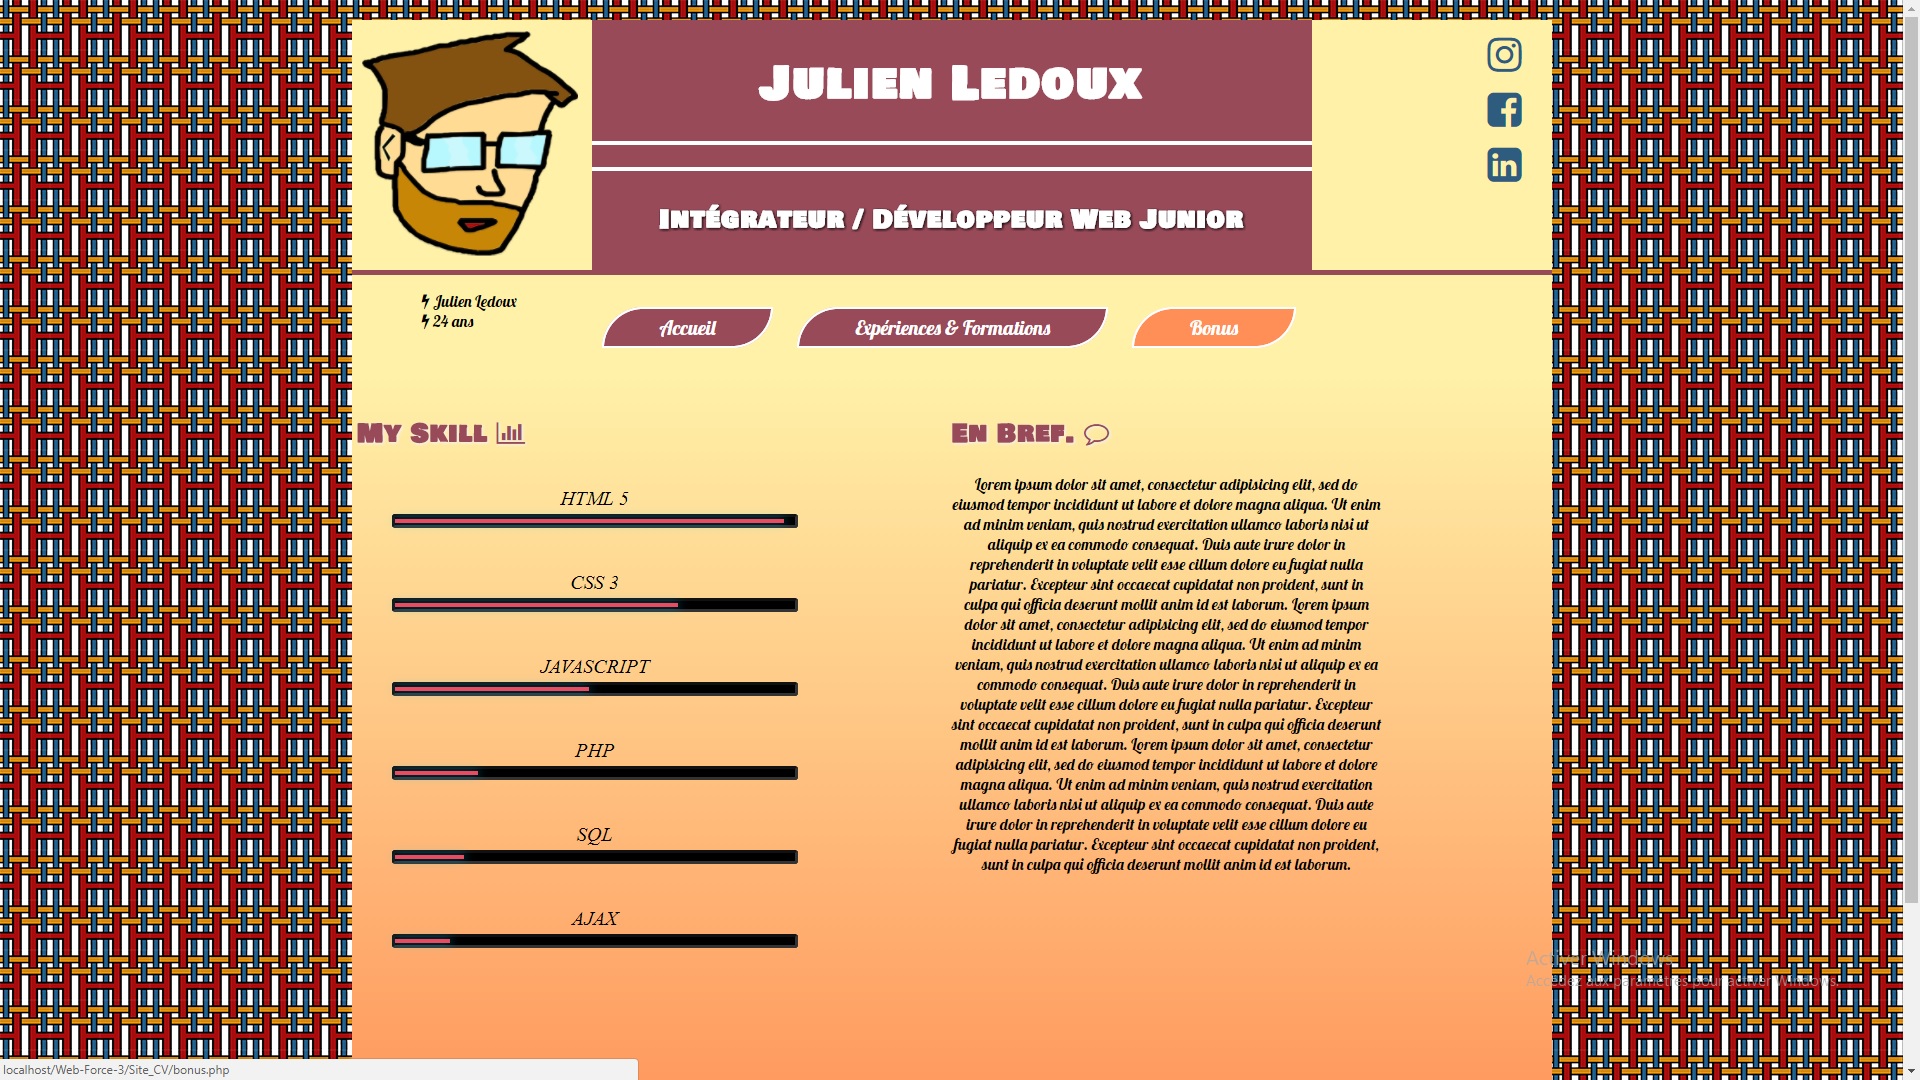 Julien Ledoux
Intégrateur / Développeur Web Junior
Julien Ledoux
24 ans
Accueil
Expériences & Formations
Bonus
My Skill
HTML 5
CSS 3
JAVASCRIPT
PHP
SQL
AJAX
En Bref.
Lorem ipsum dolor sit amet, consectetur adipisicing elit, sed do
eiusmod tempor incididunt ut labore et dolore magna aliqua. Ut enim
ad minim veniam, quis nostrud exercitation ullamco laboris nisi ut
aliquip ex ea commodo consequat. Duis aute irure dolor in
reprehenderit in voluptate velit esse cillum dolore eu fugiat nulla
pariatur. Excepteur sint occaecat cupidatat non proident, sunt in
culpa qui officia deserunt mollit anim id est laborum. Lorem ipsum
dolor sit amet, consectetur adipisicing elit, sed do eiusmod tempor
incididunt ut labore et dolore magna aliqua. Ut enim ad minim
veniam, quis nostrud exercitation ullamco laboris nisi ut aliquip ex ea
commodo consequat. Duis aute irure dolor in reprehenderit in
voluptate velit esse cillum dolore eu fugiat nulla pariatur. Excepteur
sint occaecat cupidatat non proident, sunt in culpa qui officia deserunt
mollit anim id est laborum. Lorem ipsum dolor sit amet, consectetur
adipisicing elit, sed do eiusmod tempor incididunt ut labore et dolore
magna aliqua. Ut enim ad minim veniam, quis nostrud exercitation
ullamco laboris nisi ut aliquip ex ea commodo consequat. Duis aute
irure dolor in reprehenderit in voluptate velit esse cillum dolore eu
fugiat nulla pariatur. Excepteur sint occaecat cupidatat non proident,
sunt in culpa qui officia deserunt mollit anim id est laborum.
Activer Windows
Accédez aux paramètres pour activer Windows.
localhost/Web-Force-3/Site_CV/bonus.php